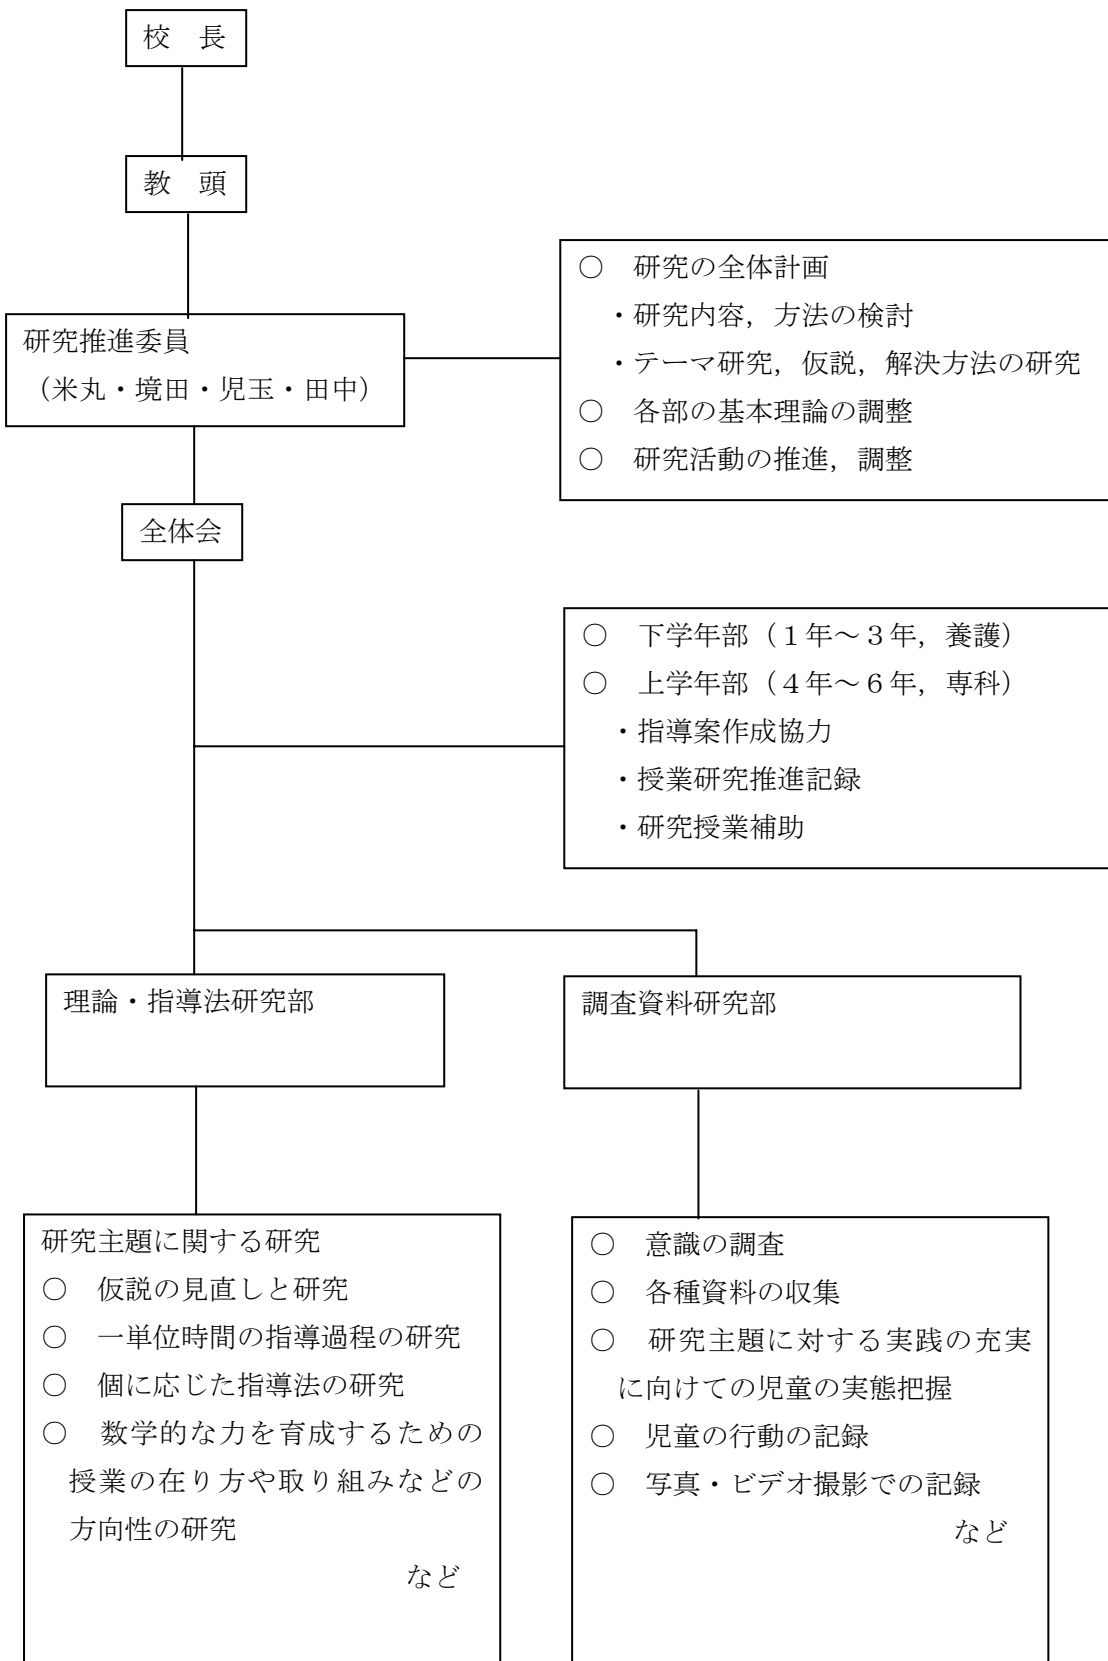 校　長
教　頭
研究推進委員
（米丸・境田・児玉・田中）
○　研究の全体計画
・研究内容，方法の検討
・テーマ研究，仮説，解決方法の研究
○　各部の基本理論の調整
○　研究活動の推進，調整
全体会
○　下学年部（１年～３年，養護）
○　上学年部（４年～６年，専科）
・指導案作成協力
・授業研究推進記録
・研究授業補助
理論・指導法研究部
調査資料研究部
研究主題に関する研究
○　仮説の見直しと研究
○　一単位時間の指導過程の研究
○　個に応じた指導法の研究
○　数学的な力を育成するための
授業の在り方や取り組みなどの
方向性の研究
など
○　意識の調査
○　各種資料の収集
○　研究主題に対する実践の充実
に向けての児童の実態把握
○　児童の行動の記録
○　写真・ビデオ撮影での記録
など